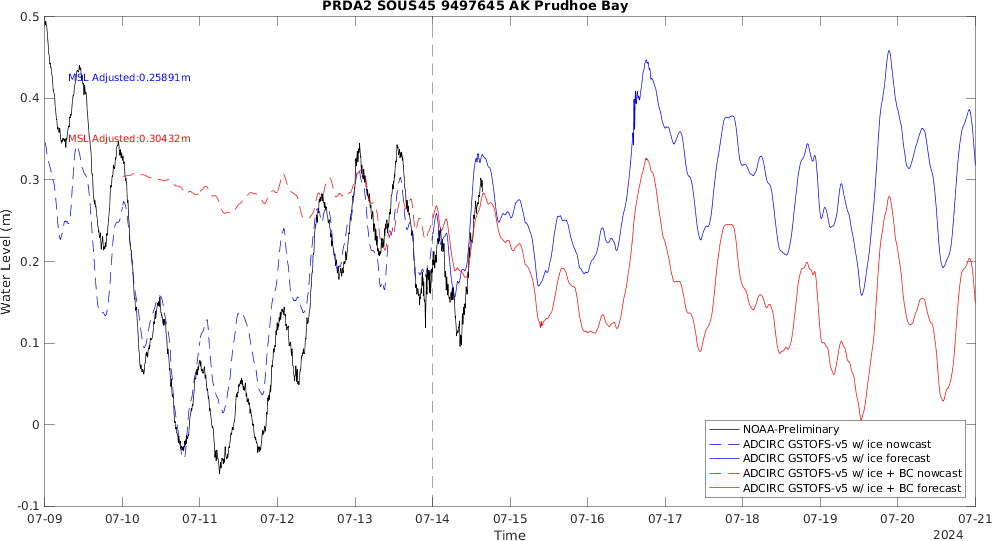 PRDA2 SOUS45 9497645 AK Prudhoe Bay
0.5
0.4
0.3
0.2
0.1
0
-0.1
Water Level (m)
MSL Adjusted:0.25891m
MSL Adjusted:0.30432m
NOAA-Preliminary
ADCIRC GSTOFS-v5 w/ ice nowcast
ADCIRC GSTOFS-v5 w/ ice forecast
ADCIRC GSTOFS-v5 w/ ice + BC nowcast
ADCIRC GSTOFS-v5 w/ ice + BC forecast
07-09 07-10 07-11 07-12 07-13 07-14 07-15 07-16 07-17 07-18 07-19 07-20 07-21
Time
2024